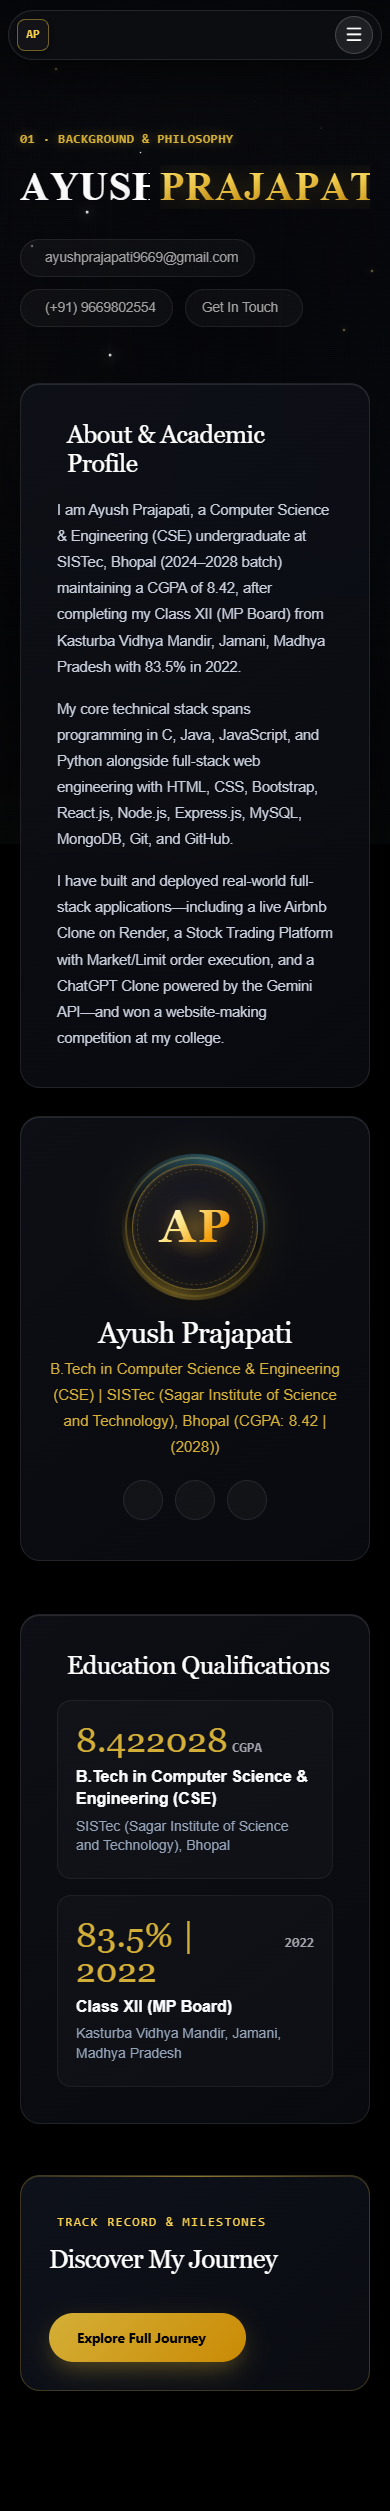 AP
☰
01 · BACKGROUND & PHILOSOPHY
AYUSH PRAJAPAT
ayushprajapati9669@gmail.com
(+91) 9669802554
Get In Touch
About & Academic
Profile
I am Ayush Prajapati, a Computer Science
& Engineering (CSE) undergraduate at
SISTec, Bhopal (2024–2028 batch)
maintaining a CGPA of 8.42, after
completing my Class XII (MP Board) from
Kasturba Vidhya Mandir, Jamani, Madhya
Pradesh with 83.5% in 2022.
My core technical stack spans
programming in C, Java, JavaScript, and
Python alongside full-stack web
engineering with HTML, CSS, Bootstrap,
React.js, Node.js, Express.js, MySQL,
MongoDB, Git, and GitHub.
I have built and deployed real-world full-
stack applications—including a live Airbnb
Clone on Render, a Stock Trading Platform
with Market/Limit order execution, and a
ChatGPT Clone powered by the Gemini
API—and won a website-making
competition at my college.
AP
Ayush Prajapati
B.Tech in Computer Science & Engineering
(CSE) | SISTec (Sagar Institute of Science
and Technology), Bhopal (CGPA: 8.42 |
(2028))
Education Qualifications
8.422028 CGPA
B.Tech in Computer Science &
Engineering (CSE)
SISTec (Sagar Institute of Science
and Technology), Bhopal
83.5% | 2022
2022
Class XII (MP Board)
Kasturba Vidhya Mandir, Jamani,
Madhya Pradesh
TRACK RECORD & MILESTONES
Discover My Journey
Explore Full Journey